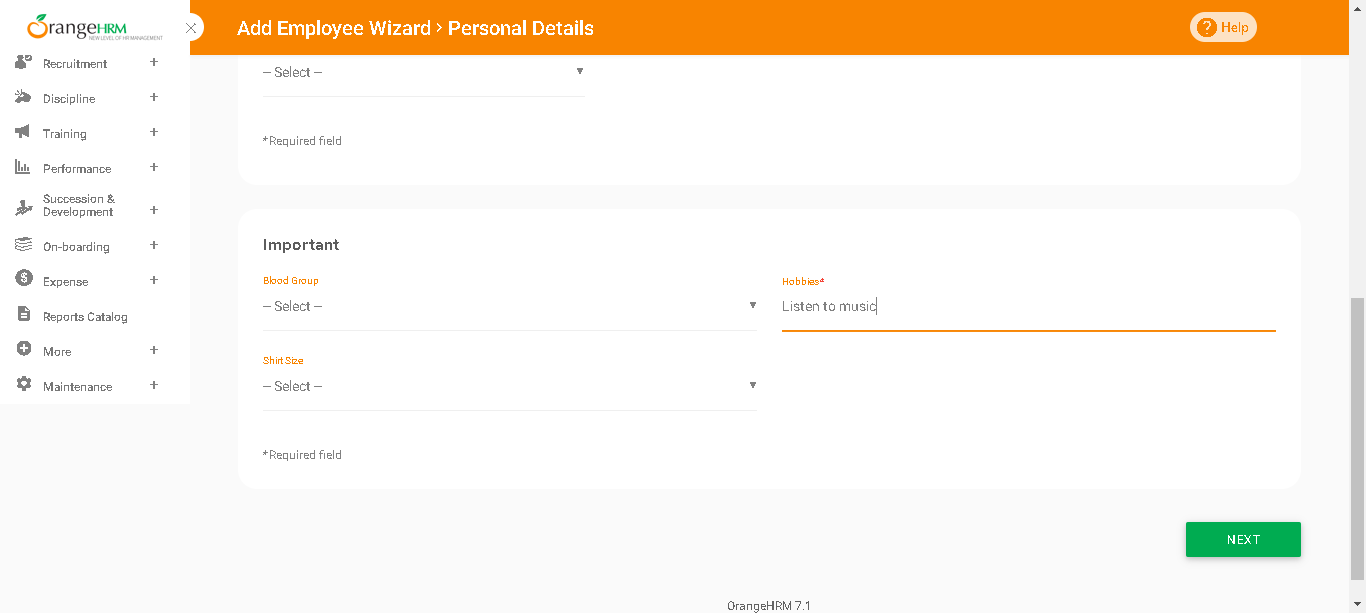 OrangeHRM
NEW LEVEL OF HR MANAGEMENT
Add Employee Wizard > Personal Details
? Help
Recruitment +
Discipline +
Training +
Performance +
Succession &
Development +
On-boarding +
Expense +
Reports Catalog
More +
Maintenance +
-- Select --
*Required field
Important
Blood Group
-- Select --
Hobbies*
Listen to music
Shirt Size
-- Select --
*Required field
NEXT
OrangeHRM 7.1